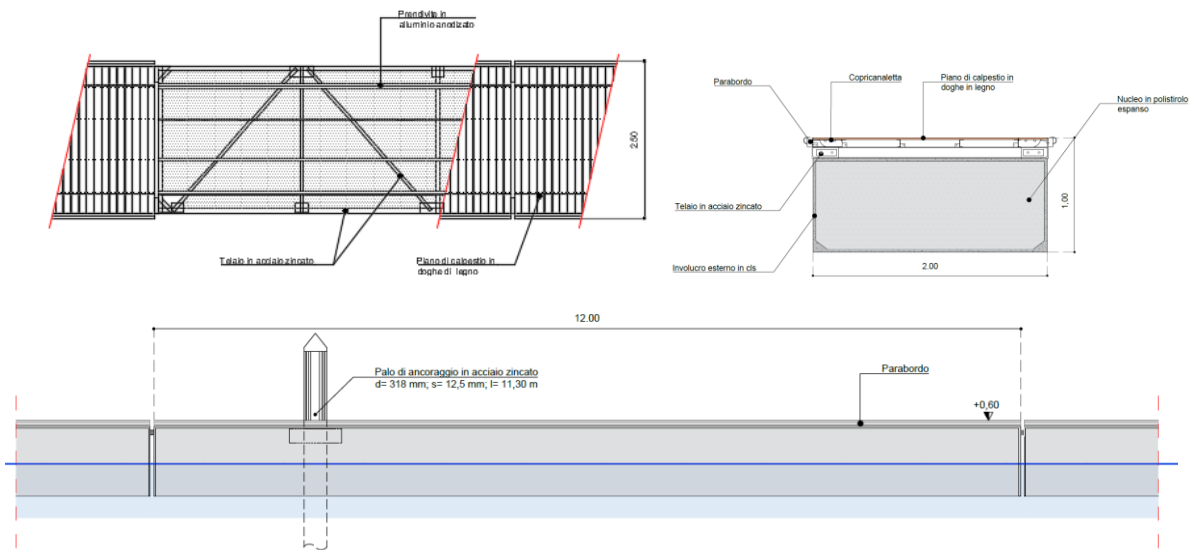 Prendivite in
alluminio anodizato
2.50
Telaio in acciaio zincato
Piano di calpestio in
doghe di legno
Parabordo
Copricanaletta
Piano di calpestio in
doghe in legno
Nucleo in polistirolo
espanso
Telaio in acciaio zincato
1.00
Involucro esterno in cls
2.00
12.00
Palo di ancoraggio in acciaio zincato
d= 318 mm; s= 12,5 mm; l= 11,30 m
Parabordo
+0,60